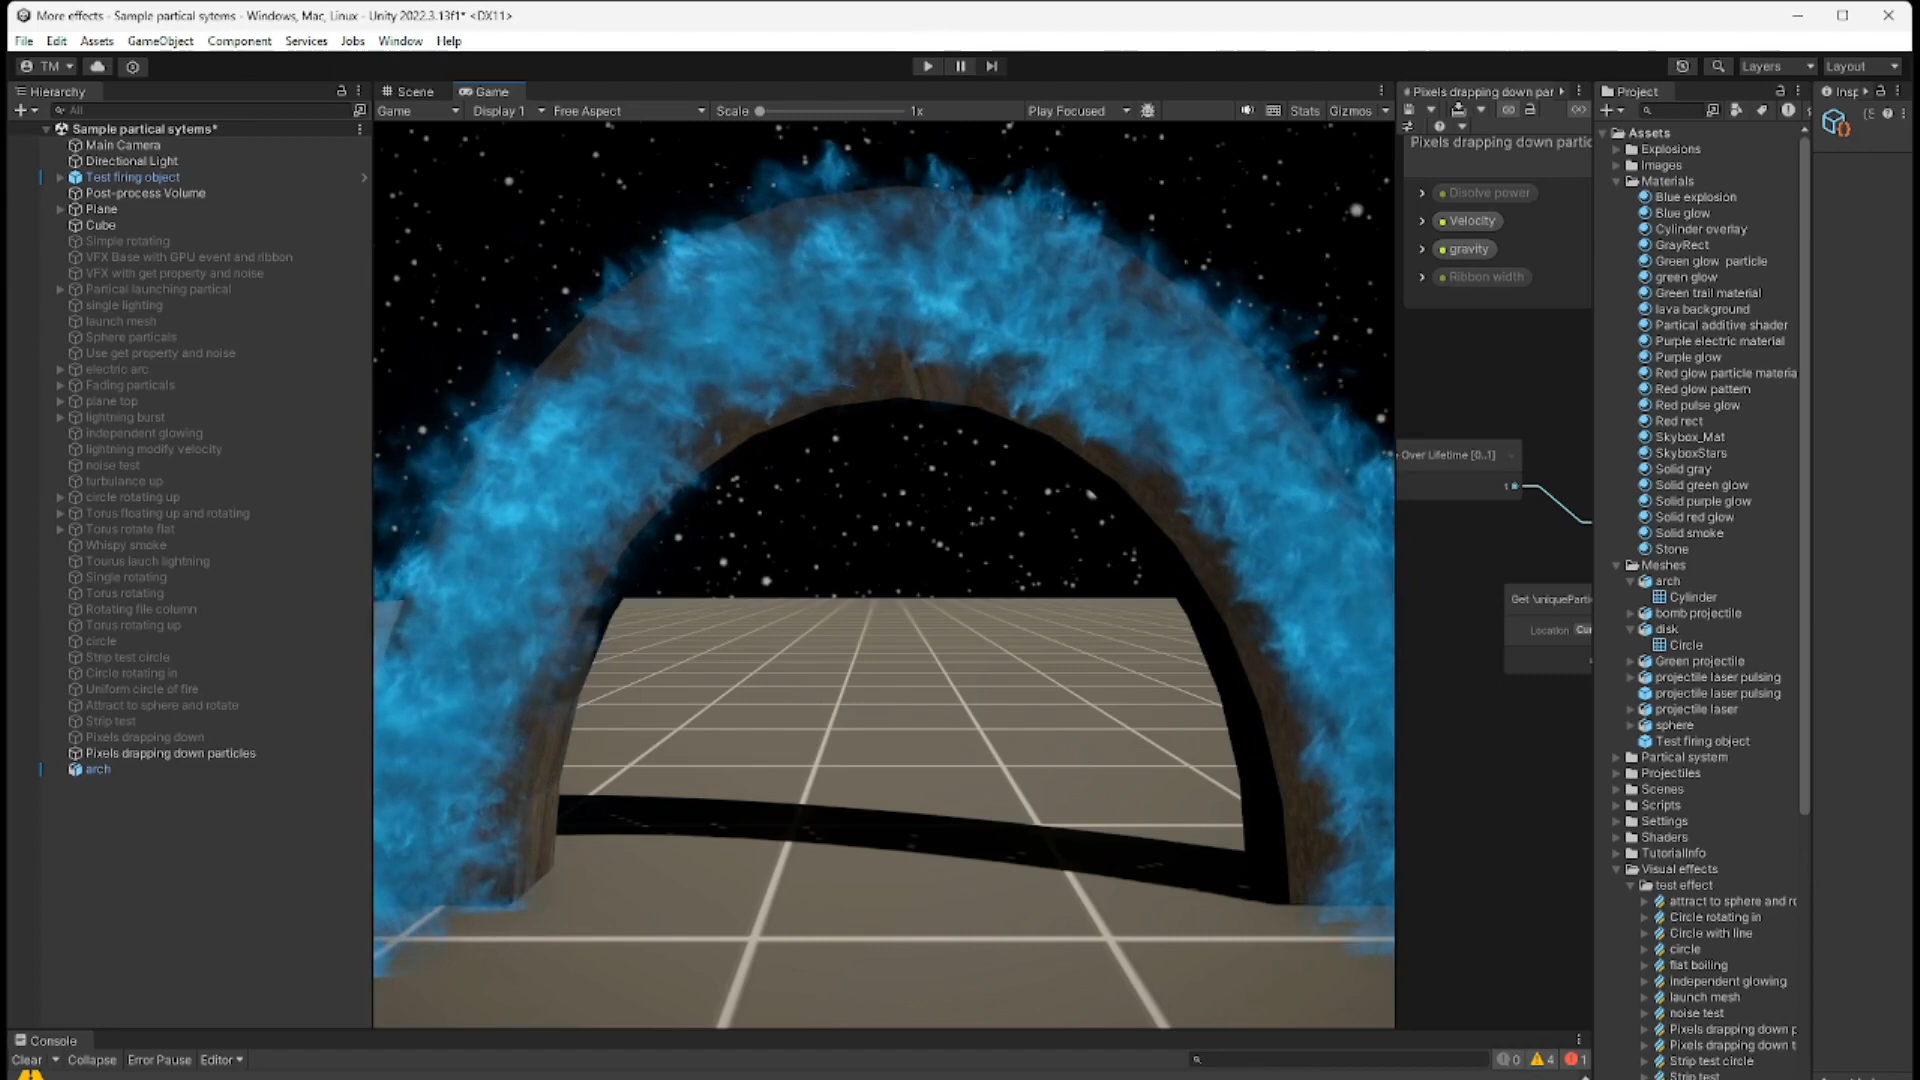 More effects - Sample partical sytems - Windows, Mac, Linux - Unity 2022.3.13f1* <DX11>
File Edit Assets GameObject Component Services Jobs Window Help
TM Layers Layout
Hierarchy
All
Sample partical sytems*
Main Camera
Directional Light
Test firing object
Post-process Volume
Plane
Cube
Simple rotating
VFX Base with GPU event and ribbon
VFX with get property and noise
Partical launching partical
single lighting
launch mesh
Sphere particals
Use get property and noise
electric arc
Fading particals
plane top
lightning burst
independent glowing
lightning modify velocity
noise test
turbulance up
circle rotating up
Torus floating up and rotating
Torus rotate flat
Whispy smoke
Tourus lauch lightning
Single rotating
Torus rotating
Rotating file column
Torus rotating up
circle
Strip test circle
Circle rotating in
Uniform circle of fire
Attract to sphere and rotate
Strip test
Pixels drapping down
Pixels drapping down particles
arch
Scene Game
Game Display 1 Free Aspect Scale 1x Play Focused Stats Gizmos
Pixels drapping down par
Pixels drapping down partic
Disolve power
Velocity
gravity
Ribbon width
Over Lifetime [0..1]
t
Get \uniqueParti
Location Cur
Project
Assets
Explosions
Images
Materials
Blue explosion
Blue glow
Cylinder overlay
GrayRect
Green glow particle
green glow
Green trail material
lava background
Partical additive shader
Purple electric material
Purple glow
Red glow particle materia
Red glow pattern
Red pulse glow
Red rect
Skybox_Mat
SkyboxStars
Solid gray
Solid green glow
Solid purple glow
Solid red glow
Solid smoke
Stone
Meshes
arch
Cylinder
bomb projectile
disk
Circle
Green projectile
projectile laser pulsing
projectile laser pulsing
projectile laser
sphere
Test firing object
Partical system
Projectiles
Scenes
Scripts
Settings
Shaders
TutorialInfo
Visual effects
test effect
attract to sphere and rc
Circle rotating in
Circle with line
circle
flat boiling
independent glowing
launch mesh
noise test
Pixels drapping down p
Pixels drapping down t
Strip test circle
Strip test
Insp
Console
Clear Collapse Error Pause Editor
0 4 1